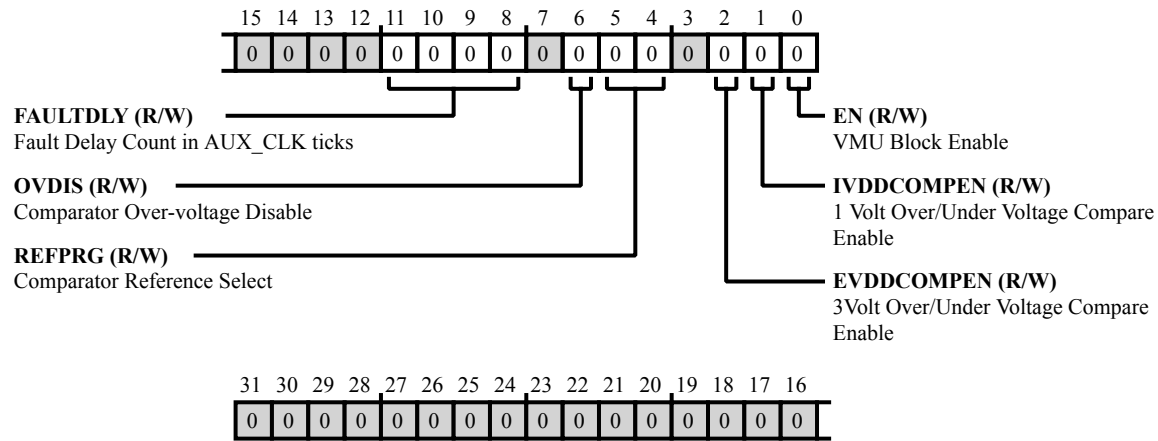 15 14 13 12 11 10 9 8 7 6 5 4 3 2 1 0
0 0 0 0 0 0 0 0 0 0 0 0 0 0 0 0
FAULTDLY (R/W)
Fault Delay Count in AUX_CLK ticks
OVDIS (R/W)
Comparator Over-voltage Disable
REFPRG (R/W)
Comparator Reference Select
EN (R/W)
VMU Block Enable
IVDDCOMPEN (R/W)
1 Volt Over/Under Voltage Compare
Enable
EVDDCOMPEN (R/W)
3Volt Over/Under Voltage Compare
Enable
31 30 29 28 27 26 25 24 23 22 21 20 19 18 17 16
0 0 0 0 0 0 0 0 0 0 0 0 0 0 0 0